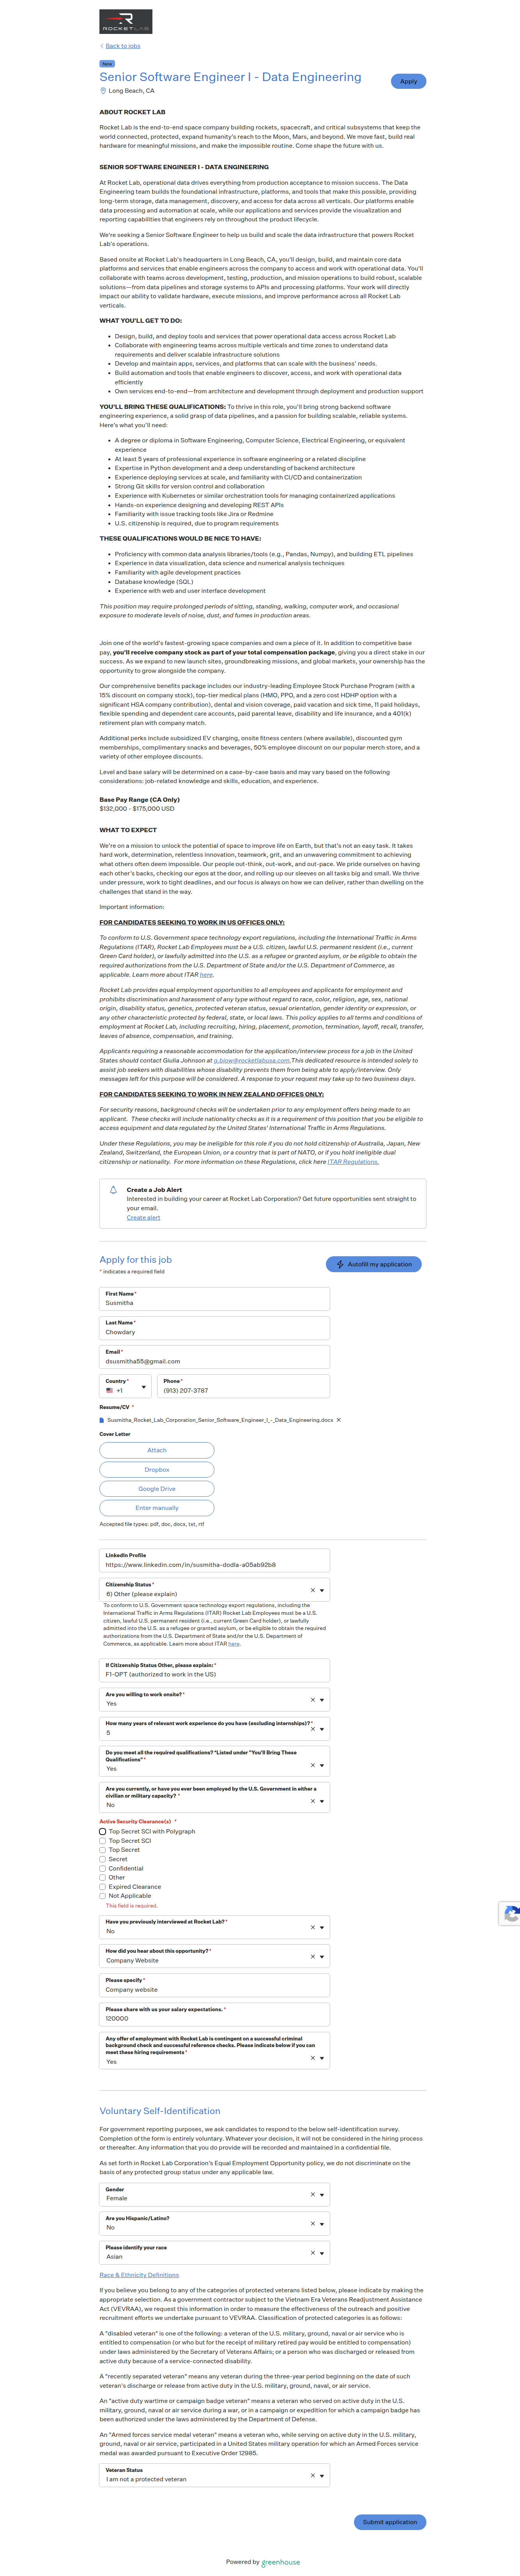 ROCKETLAB
Back to jobs
New
Senior Software Engineer I - Data Engineering
Apply
Long Beach, CA
ABOUT ROCKET LAB
Rocket Lab is the end-to-end space company building rockets, spacecraft, and critical subsystems that keep the
world connected, protected, expand humanity's reach to the Moon, Mars, and beyond. We move fast, build real
hardware for meaningful missions, and make the impossible routine. Come shape the future with us.
SENIOR SOFTWARE ENGINEER I - DATA ENGINEERING
At Rocket Lab, operational data drives everything from production acceptance to mission success. The Data
Engineering team builds the foundational infrastructure, platforms, and tools that make this possible, providing
long-term storage, data management, discovery, and access for data across all verticals. Our platforms enable
data processing and automation at scale, while our applications and services provide the visualization and
reporting capabilities that engineers rely on throughout the product lifecycle.
We're seeking a Senior Software Engineer to help us build and scale the data infrastructure that powers Rocket
Lab's operations.
Based onsite at Rocket Lab's headquarters in Long Beach, CA, you'll design, build, and maintain core data
platforms and services that enable engineers across the company to access and work with operational data. You'll
collaborate with teams across development, testing, production, and mission operations to build robust, scalable
solutions—from data pipelines and storage systems to APIs and processing platforms. Your work will directly
impact our ability to validate hardware, execute missions, and improve performance across all Rocket Lab
verticals.
WHAT YOU'LL GET TO DO:
Design, build, and deploy tools and services that power operational data access across Rocket Lab
Collaborate with engineering teams across multiple verticals and time zones to understand data
requirements and deliver scalable infrastructure solutions
Develop and maintain apps, services, and platforms that can scale with the business' needs.
Build automation and tools that enable engineers to discover, access, and work with operational data
efficiently
Own services end-to-end—from architecture and development through deployment and production support
YOU'LL BRING THESE QUALIFICATIONS: To thrive in this role, you'll bring strong backend software
engineering experience, a solid grasp of data pipelines, and a passion for building scalable, reliable systems.
Here's what you'll need:
A degree or diploma in Software Engineering, Computer Science, Electrical Engineering, or equivalent
experience
At least 5 years of professional experience in software engineering or a related discipline
Expertise in Python development and a deep understanding of backend architecture
Experience deploying services at scale, and familiarity with CI/CD and containerization
Strong Git skills for version control and collaboration
Experience with Kubernetes or similar orchestration tools for managing containerized applications
Hands-on experience designing and developing REST APIs
Familiarity with issue tracking tools like Jira or Redmine
U.S. citizenship is required, due to program requirements
THESE QUALIFICATIONS WOULD BE NICE TO HAVE:
Proficiency with common data analysis libraries/tools (e.g., Pandas, Numpy), and building ETL pipelines
Experience in data visualization, data science and numerical analysis techniques
Familiarity with agile development practices
Database knowledge (SQL)
Experience with web and user interface development
This position may require prolonged periods of sitting, standing, walking, computer work, and occasional
exposure to moderate levels of noise, dust, and fumes in production areas.
Join one of the world's fastest-growing space companies and own a piece of it. In addition to competitive base
pay, you'll receive company stock as part of your total compensation package, giving you a direct stake in our
success. As we expand to new launch sites, groundbreaking missions, and global markets, your ownership has the
opportunity to grow alongside the company.
Our comprehensive benefits package includes our industry-leading Employee Stock Purchase Program (with a
15% discount on company stock), top-tier medical plans (HMO, PPO, and a zero cost HDHP option with a
significant HSA company contribution), dental and vision coverage, paid vacation and sick time, 11 paid holidays,
flexible spending and dependent care accounts, paid parental leave, disability and life insurance, and a 401(k)
retirement plan with company match.
Additional perks include subsidized EV charging, onsite fitness centers (where available), discounted gym
memberships, complimentary snacks and beverages, 50% employee discount on our popular merch store, and a
variety of other employee discounts.
Level and base salary will be determined on a case-by-case basis and may vary based on the following
considerations: job-related knowledge and skills, education, and experience.
Base Pay Range (CA Only)
$132,000 - $175,000 USD
WHAT TO EXPECT
We're on a mission to unlock the potential of space to improve life on Earth, but that's not an easy task. It takes
hard work, determination, relentless innovation, teamwork, grit, and an unwavering commitment to achieving
what others often deem impossible. Our people out-think, out-work, and out-pace. We pride ourselves on having
each other's backs, checking our egos at the door, and rolling up our sleeves on all tasks big and small. We thrive
under pressure, work to tight deadlines, and our focus is always on how we can deliver, rather than dwelling on the
challenges that stand in the way.
Important information:
FOR CANDIDATES SEEKING TO WORK IN US OFFICES ONLY:
To conform to U.S. Government space technology export regulations, including the International Traffic in Arms
Regulations (ITAR), Rocket Lab Employees must be a U.S. citizen, lawful U.S. permanent resident (i.e., current
Green Card holder), or lawfully admitted into the U.S. as a refugee or granted asylum, or be eligible to obtain the
required authorizations from the U.S. Department of State and/or the U.S. Department of Commerce, as
applicable. Learn more about ITAR here.
Rocket Lab provides equal employment opportunities to all employees and applicants for employment and
prohibits discrimination and harassment of any type without regard to race, color, religion, age, sex, national
origin, disability status, genetics, protected veteran status, sexual orientation, gender identity or expression, or
any other characteristic protected by federal, state, or local laws. This policy applies to all terms and conditions of
employment at Rocket Lab, including recruiting, hiring, placement, promotion, termination, layoff, recall, transfer,
leaves of absence, compensation, and training.
Applicants requiring a reasonable accommodation for the application/interview process for a job in the United
States should contact Giulia Johnson at g.biow@rocketlabusa.com.This dedicated resource is intended solely to
assist job seekers with disabilities whose disability prevents them from being able to apply/interview. Only
messages left for this purpose will be considered. A response to your request may take up to two business days.
FOR CANDIDATES SEEKING TO WORK IN NEW ZEALAND OFFICES ONLY:
For security reasons, background checks will be undertaken prior to any employment offers being made to an
applicant. These checks will include nationality checks as it is a requirement of this position that you be eligible to
access equipment and data regulated by the United States' International Traffic in Arms Regulations.
Under these Regulations, you may be ineligible for this role if you do not hold citizenship of Australia, Japan, New
Zealand, Switzerland, the European Union, or a country that is part of NATO, or if you hold ineligible dual
citizenship or nationality. For more information on these Regulations, click here ITAR Regulations.
Create a Job Alert
Interested in building your career at Rocket Lab Corporation? Get future opportunities sent straight to
your email.
Create alert
Apply for this job
Autofill my application
* indicates a required field
First Name*
Susmitha
Last Name*
Chowdary
Email*
dsusmitha55@gmail.com
Country*
+1
Phone*
(913) 207-3787
Resume/CV *
Susmitha_Rocket_Lab_Corporation_Senior_Software_Engineer_I_-_Data_Engineering.docx
Cover Letter
Attach
Dropbox
Google Drive
Enter manually
Accepted file types: pdf, doc, docx, txt, rtf
LinkedIn Profile
https://www.linkedin.com/in/susmitha-dodla-a05ab92b8
Citizenship Status*
6) Other (please explain)
To conform to U.S. Government space technology export regulations, including the
International Traffic in Arms Regulations (ITAR) Rocket Lab Employees must be a U.S.
citizen, lawful U.S. permanent resident (i.e., current Green Card holder), or lawfully
admitted into the U.S. as a refugee or granted asylum, or be eligible to obtain the required
authorizations from the U.S. Department of State and/or the U.S. Department of
Commerce, as applicable. Learn more about ITAR here.
If Citizenship Status Other, please explain:*
F1-OPT (authorized to work in the US)
Are you willing to work onsite?*
Yes
How many years of relevant work experience do you have (excluding internships)?*
5
Do you meet all the required qualifications? *Listed under "You'll Bring These
Qualifications"*
Yes
Are you currently, or have you ever been employed by the U.S. Government in either a
civilian or military capacity? *
No
Active Security Clearance(s) *
Top Secret SCI with Polygraph
Top Secret SCI
Top Secret
Secret
Confidential
Other
Expired Clearance
Not Applicable
This field is required.
Have you previously interviewed at Rocket Lab?*
No
How did you hear about this opportunity?*
Company Website
Please specify*
Company website
Please share with us your salary expectations. *
120000
Any offer of employment with Rocket Lab is contingent on a successful criminal
background check and successful reference checks. Please indicate below if you can
meet these hiring requirements*
Yes
Voluntary Self-Identification
For government reporting purposes, we ask candidates to respond to the below self-identification survey.
Completion of the form is entirely voluntary. Whatever your decision, it will not be considered in the hiring process
or thereafter. Any information that you do provide will be recorded and maintained in a confidential file.
As set forth in Rocket Lab Corporation's Equal Employment Opportunity policy, we do not discriminate on the
basis of any protected group status under any applicable law.
Gender
Female
Are you Hispanic/Latino?
No
Please identify your race
Asian
Race & Ethnicity Definitions
If you believe you belong to any of the categories of protected veterans listed below, please indicate by making the
appropriate selection. As a government contractor subject to the Vietnam Era Veterans Readjustment Assistance
Act (VEVRAA), we request this information in order to measure the effectiveness of the outreach and positive
recruitment efforts we undertake pursuant to VEVRAA. Classification of protected categories is as follows:
A "disabled veteran" is one of the following: a veteran of the U.S. military, ground, naval or air service who is
entitled to compensation (or who but for the receipt of military retired pay would be entitled to compensation)
under laws administered by the Secretary of Veterans Affairs; or a person who was discharged or released from
active duty because of a service-connected disability.
A "recently separated veteran" means any veteran during the three-year period beginning on the date of such
veteran's discharge or release from active duty in the U.S. military, ground, naval, or air service.
An "active duty wartime or campaign badge veteran" means a veteran who served on active duty in the U.S.
military, ground, naval or air service during a war, or in a campaign or expedition for which a campaign badge has
been authorized under the laws administered by the Department of Defense.
An "Armed forces service medal veteran" means a veteran who, while serving on active duty in the U.S. military,
ground, naval or air service, participated in a United States military operation for which an Armed Forces service
medal was awarded pursuant to Executive Order 12985.
Veteran Status
I am not a protected veteran
Submit application
Powered by greenhouse